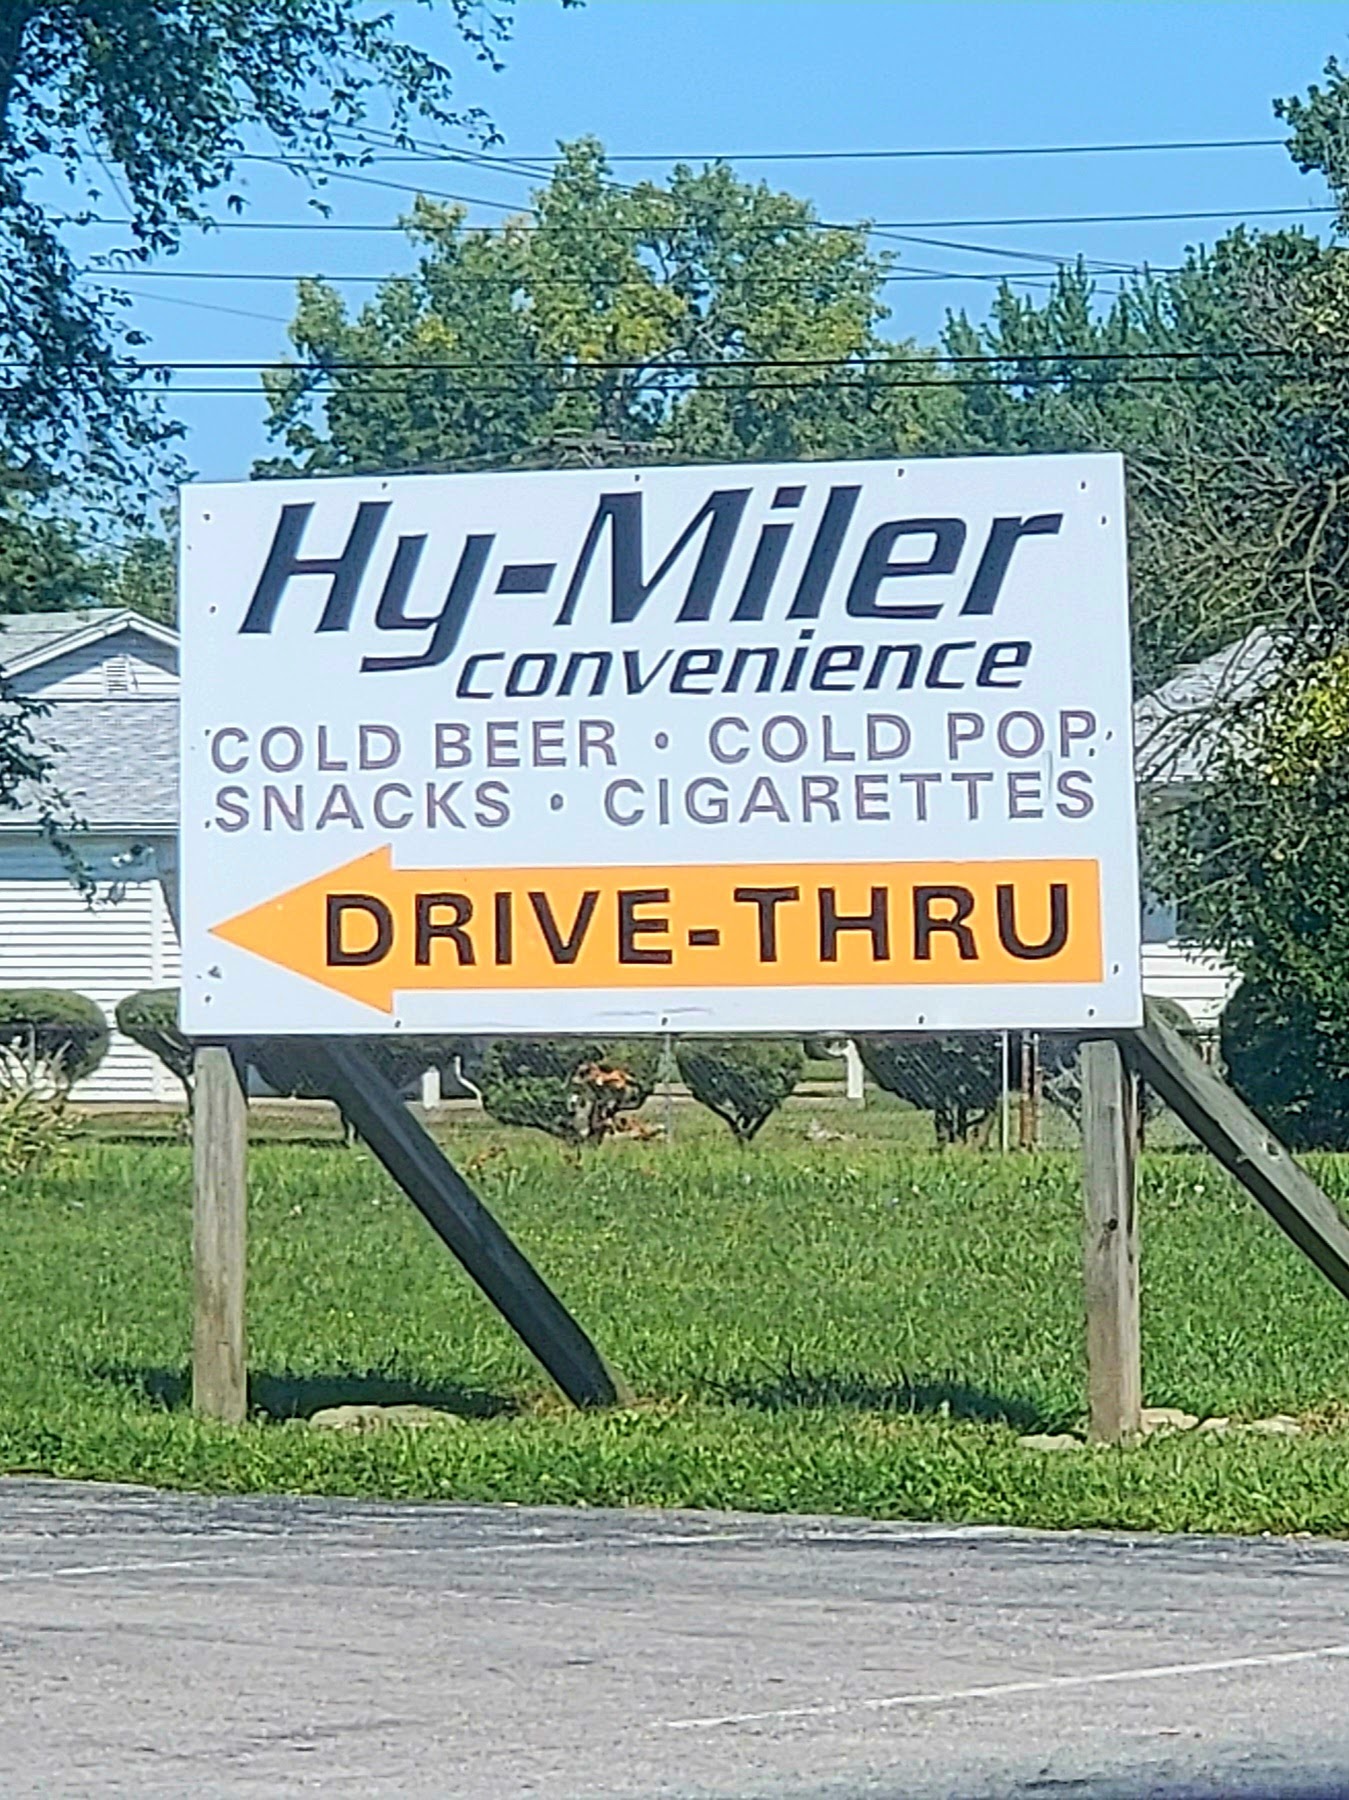 Hy-Miler
convenience
COLD BEER • COLD POP
SNACKS • CIGARETTES
DRIVE-THRU